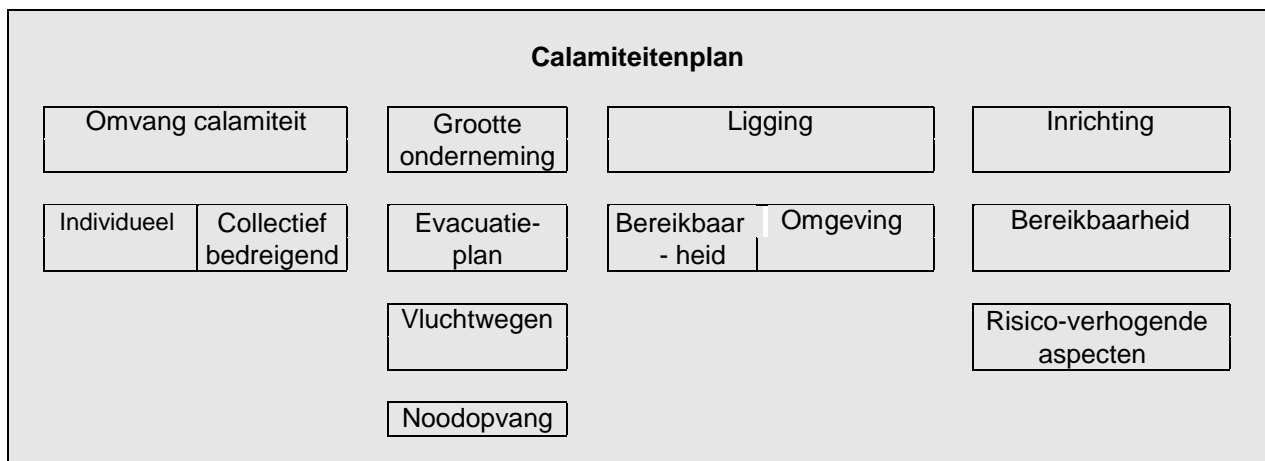 Calamiteitenplan
Omvang calamiteit
Grootte
onderneming
Ligging
Inrichting
Individueel
Collectief
bedreigend
Evacuatie-
plan
Bereikbaar
- heid
Omgeving
Bereikbaarheid
Vluchtwegen
Risico-verhogende
aspecten
Noodopvang